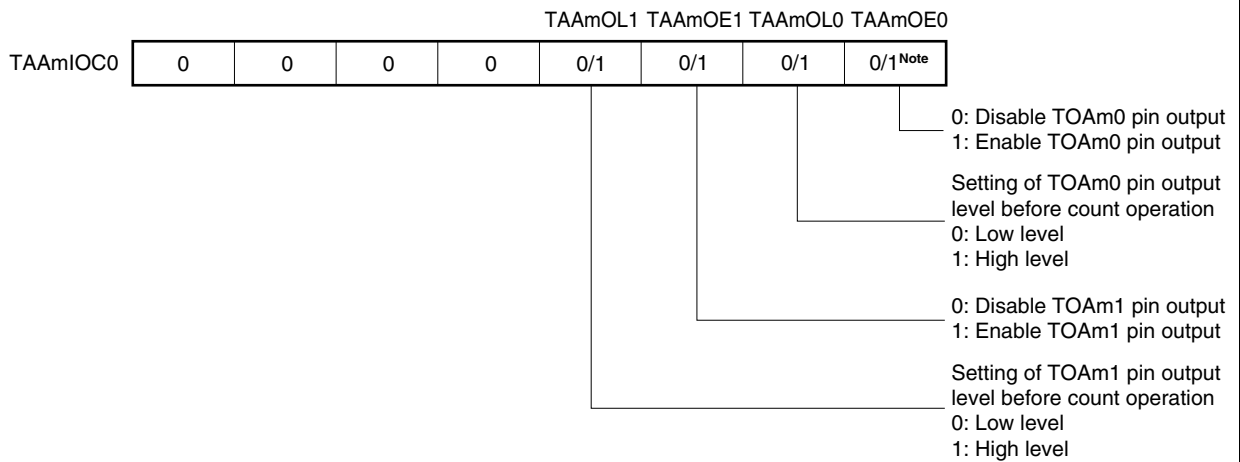 TAAmOL1 TAAmOE1 TAAmOL0 TAAmOE0
TAAmIOC0 0 0 0 0 0/1 0/1 0/1 0/1Note
0: Disable TOAm0 pin output
1: Enable TOAm0 pin output
Setting of TOAm0 pin output
level before count operation
0: Low level
1: High level
0: Disable TOAm1 pin output
1: Enable TOAm1 pin output
Setting of TOAm1 pin output
level before count operation
0: Low level
1: High level